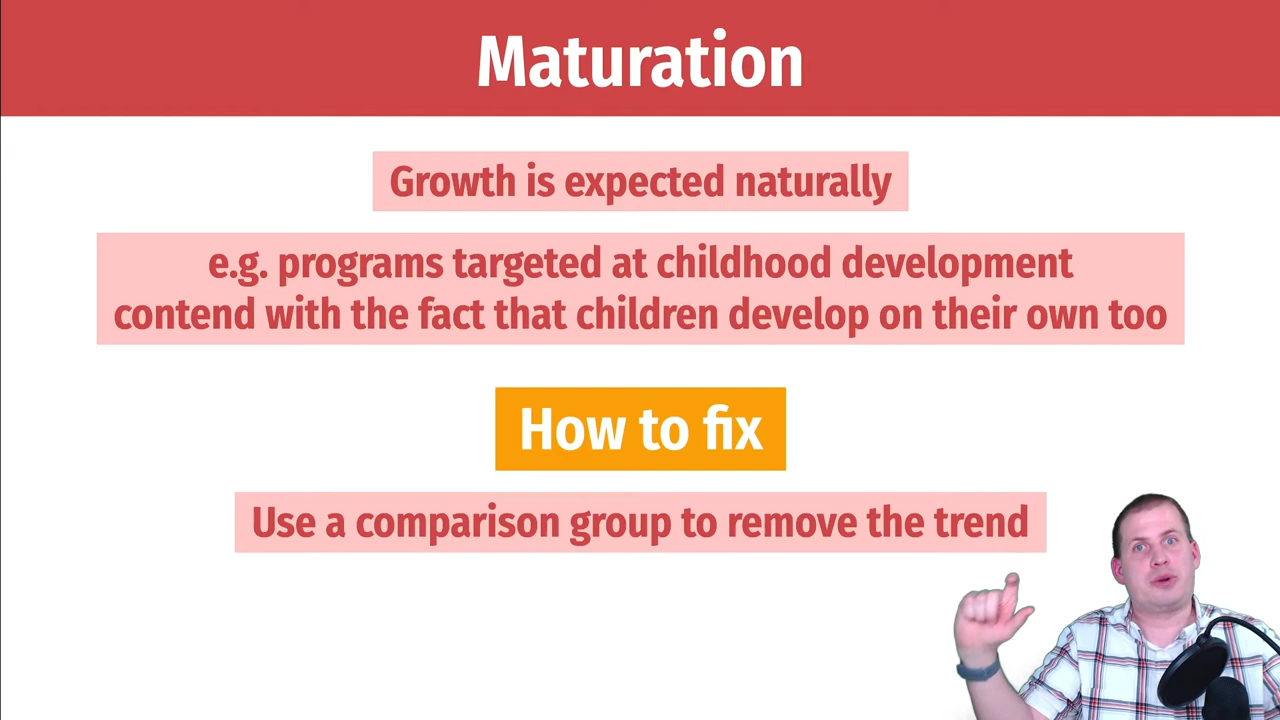 Maturation
Growth is expected naturally
e.g. programs targeted at childhood development
contend with the fact that children develop on their own too
How to fix
Use a comparison group to remove the trend